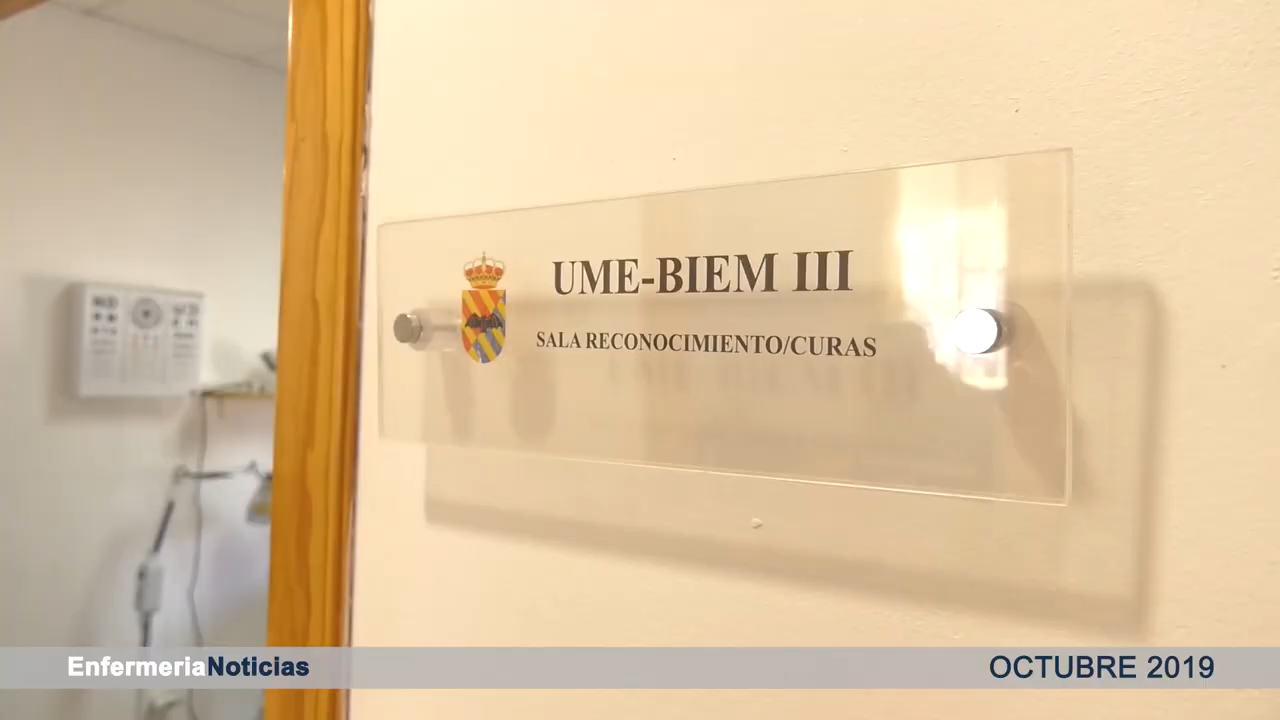 UME-BIEM III
SALA RECONOCIMIENTO/CURAS
EnfermeriaNoticias
OCTUBRE 2019